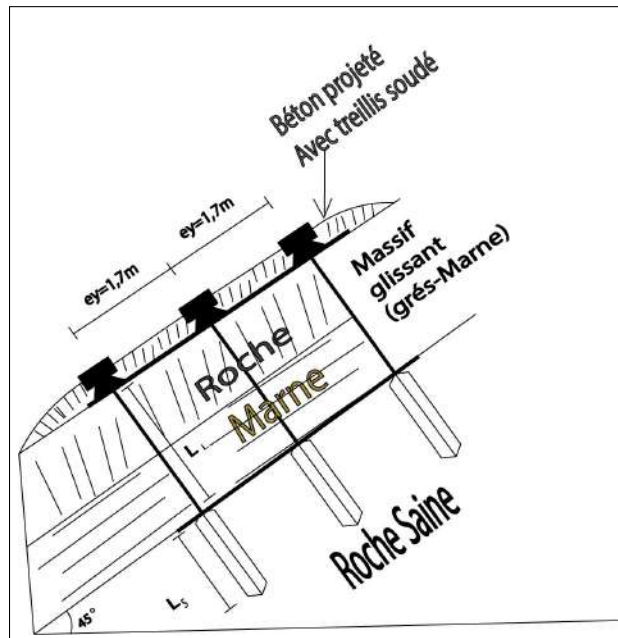 Béton projeté
Avec treillis soudé
ey=1,7m
ey=1,7m
Massif
glissant
(grés-Marne)
Roche
Marne
L i
Roche Saine
L s
45°